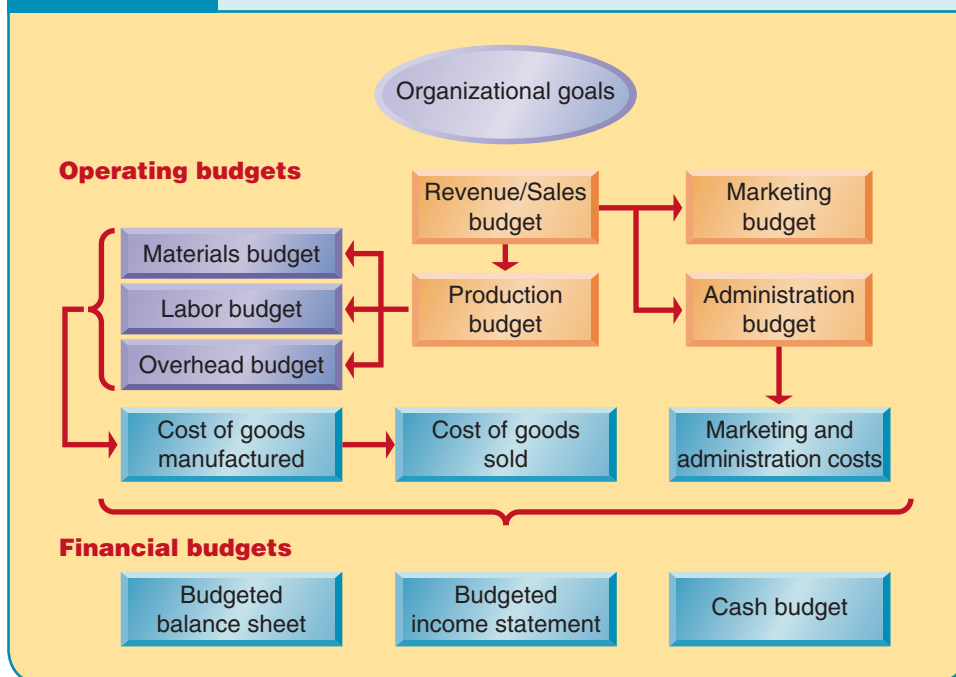 Organizational goals
Operating budgets
Revenue/Sales
budget
Marketing
budget
Materials budget
Labor budget
Overhead budget
Production
budget
Administration
budget
Cost of goods
manufactured
Cost of goods
sold
Marketing and
administration costs
Financial budgets
Budgeted
balance sheet
Budgeted
income statement
Cash budget